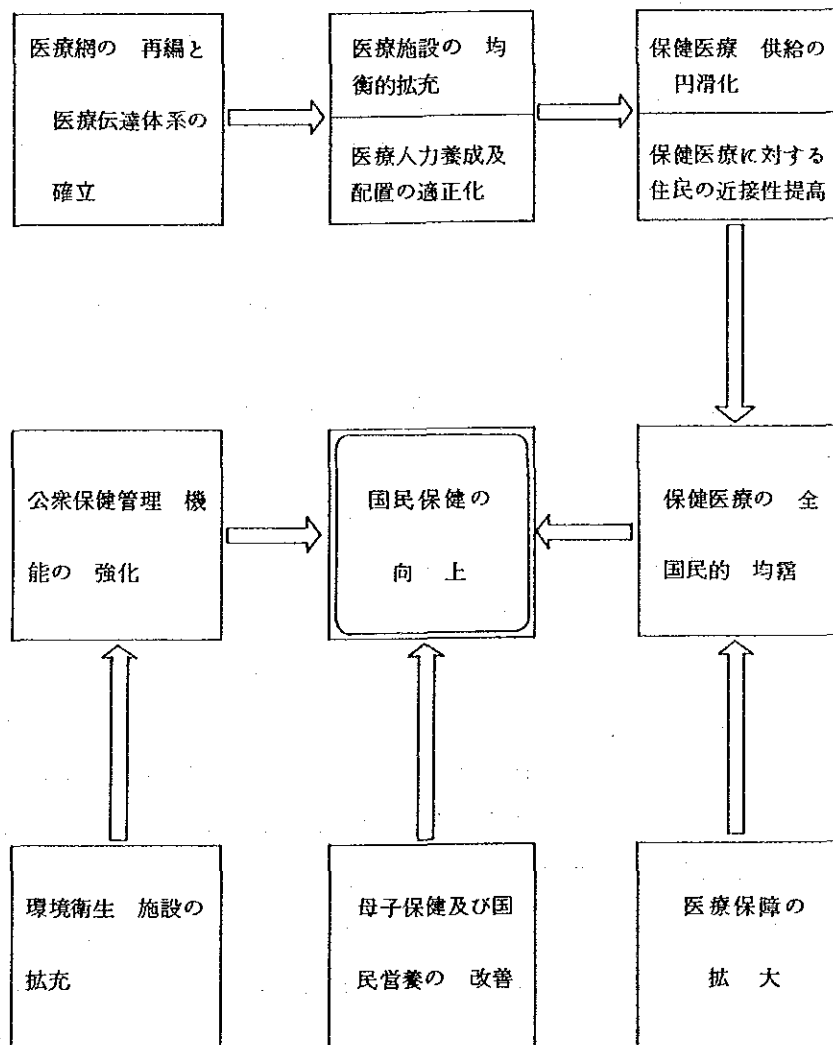 医療網の 再編と
医療伝達体系の
確立
医療施設の 均
衡的拡充
医療人力養成及
配置の適正化
保健医療 供給の
円滑化
保健医療に対する
住民の近接性提高
公衆保健管理 機
能の 強化
国民保健の
向 上
保健医療の 全
国民的 均霑
環境衛生 施設の
拡充
母子保健及び国
民営養の 改善
医療保障の
拡 大